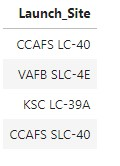 Launch_Site
CCAFS LC-40
VAFB SLC-4E
KSC LC-39A
CCAFS SLC-40